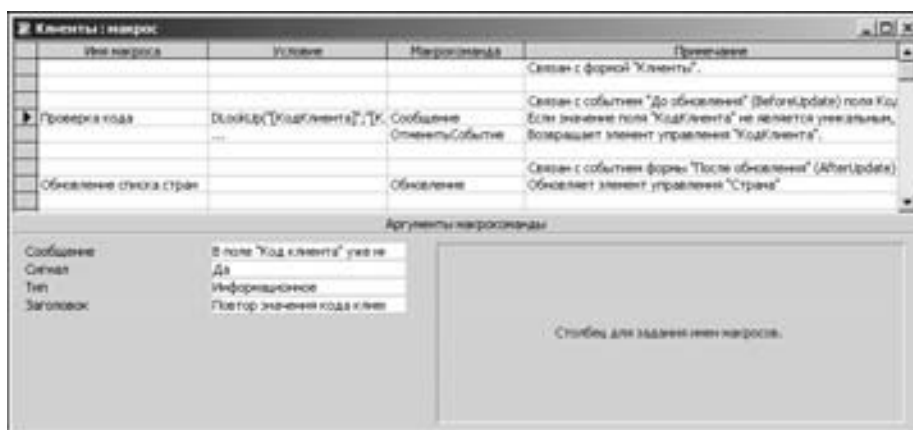 Клиенты : макрос
Имя макроса Условие Макрокоманда Примечание
Связан с формой "Клиенты".
Связан с событием "До обновления" (BeforeUpdate) поля Код
Проверка кода DLookUp("[КодКлиента]";"[К Сообщение Если значение поля "КодКлиента" не является уникальным,
... ОтменитьСобытие Возвращает элемент управления "КодКлиента".
Связан с событием формы "После обновления" (AfterUpdate)
Обновление списка стран Обновление Обновляет элемент управления "Страна"
Аргументы макрокоманды
Сообщение В поле "Код клиента" уже
Сигнал Да
Тип Информационное
Заголовок Повтор значения кода клиен
Столбец для задания имен макросов.